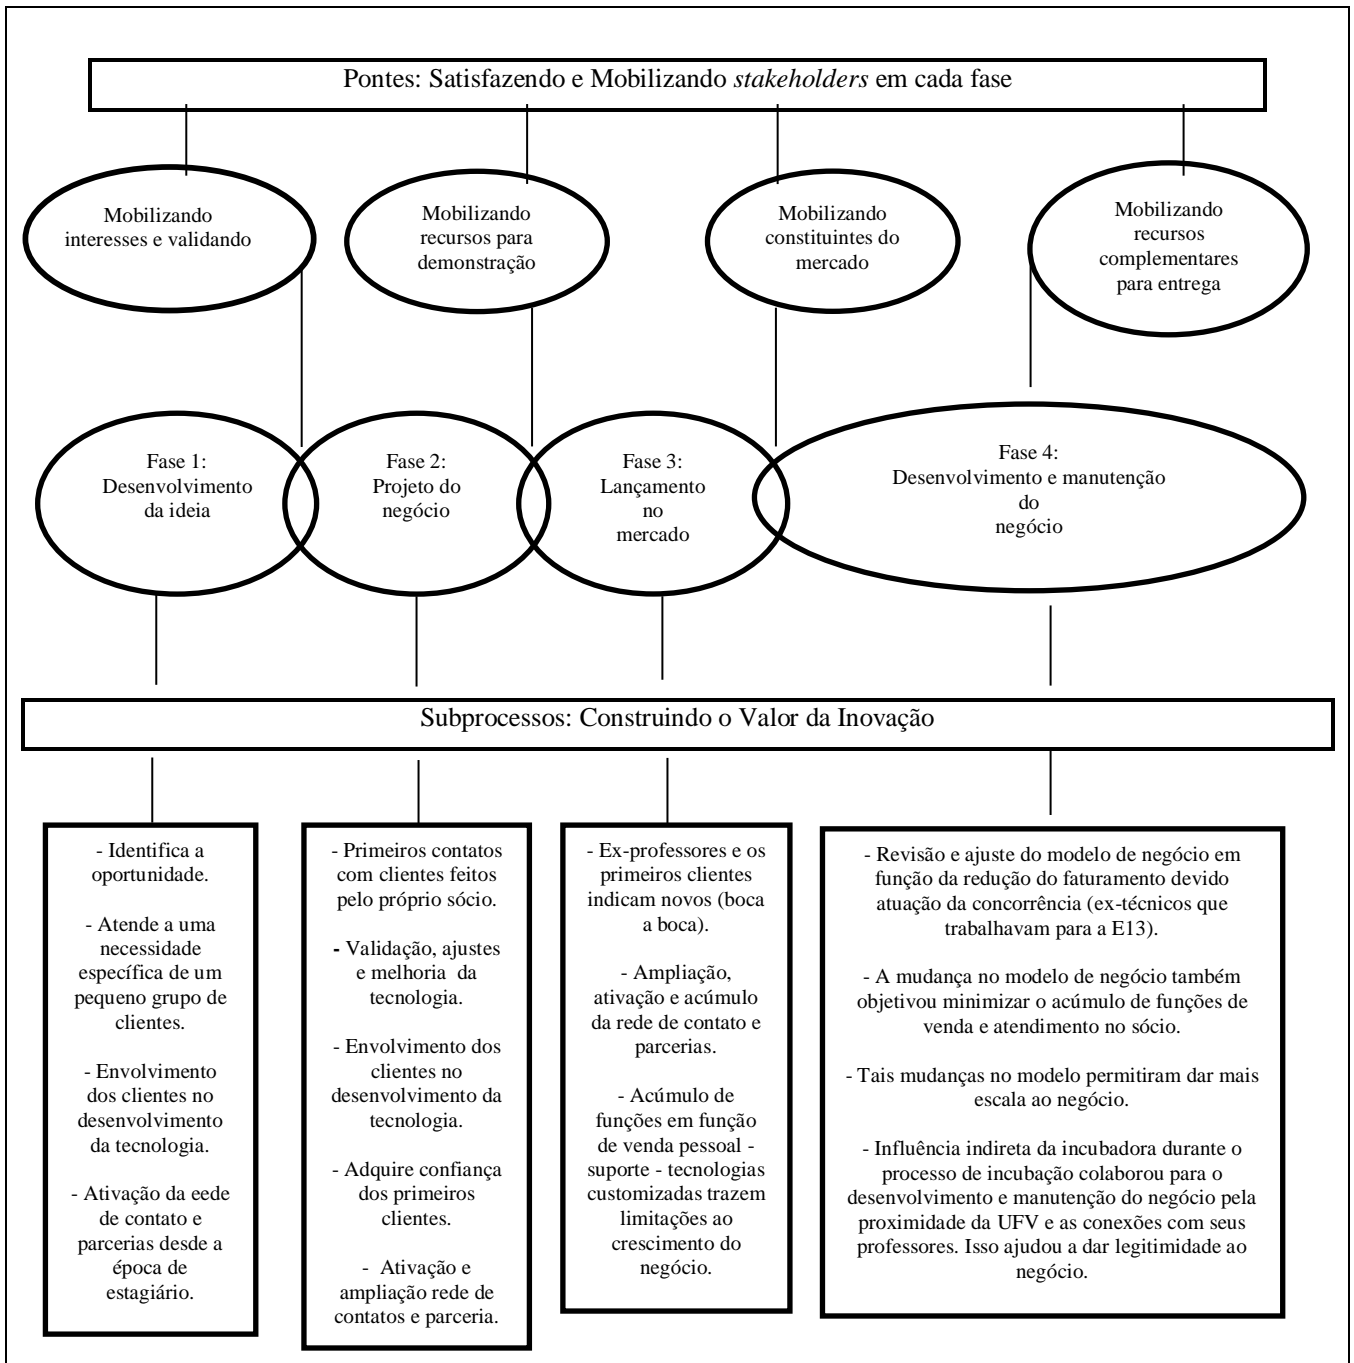 Pontes: Satisfazendo e Mobilizando stakeholders em cada fase
Mobilizando
interesses e validando
Mobilizando
recursos para
demonstração
Mobilizando
constituintes do
mercado
Mobilizando
recursos
complementares
para entrega
Fase 1:
Desenvolvimento
da ideia
Fase 2:
Projeto do
negócio
Fase 3:
Lançamento
no
mercado
Fase 4:
Desenvolvimento e manutenção
do
negócio
Subprocessos: Construindo o Valor da Inovação
- Identifica a
oportunidade.
- Atende a uma
necessidade
específica de um
pequeno grupo de
clientes.
- Envolvimento
dos clientes no
desenvolvimento
da tecnologia.
- Ativação da eede
de contato e
parcerias desde a
época de
estagiário.
- Primeiros contatos
com clientes feitos
pelo próprio sócio.
- Validação, ajustes
e melhoria da
tecnologia.
- Envolvimento dos
clientes no
desenvolvimento da
tecnologia.
- Adquire confiança
dos primeiros
clientes.
- Ativação e
ampliação rede de
contatos e parceria.
- Ex-professores e os
primeiros clientes
indicam novos (boca
a boca).
- Ampliação,
ativação e acúmulo
da rede de contato e
parcerias.
- Acúmulo de
funções em função
de venda pessoal -
suporte - tecnologias
customizadas trazem
limitações ao
crescimento do
negócio.
- Revisão e ajuste do modelo de negócio em
função da redução do faturamento devido
atuação da concorrência (ex-técnicos que
trabalhavam para a E13).
- A mudança no modelo de negócio também
objetivou minimizar o acúmulo de funções de
venda e atendimento no sócio.
- Tais mudanças no modelo permitiram dar mais
escala ao negócio.
- Influência indireta da incubadora durante o
processo de incubação colaborou para o
desenvolvimento e manutenção do negócio pela
proximidade da UFV e as conexões com seus
professores. Isso ajudou a dar legitimidade ao
negócio.